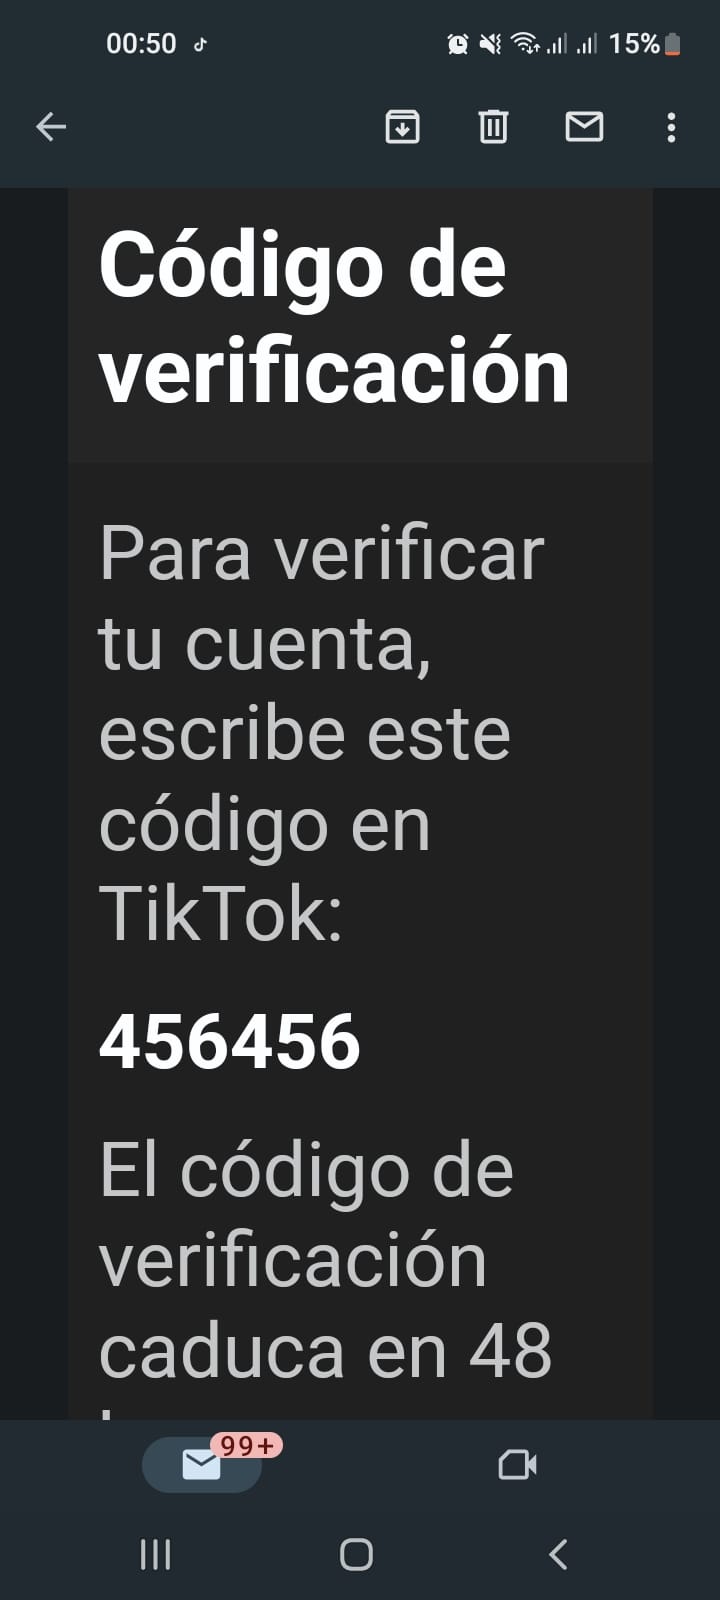 00:50
15%
Código de
verificación
Para verificar
tu cuenta,
escribe este
código en
TikTok:
456456
El código de
verificación
caduca en 48
99+